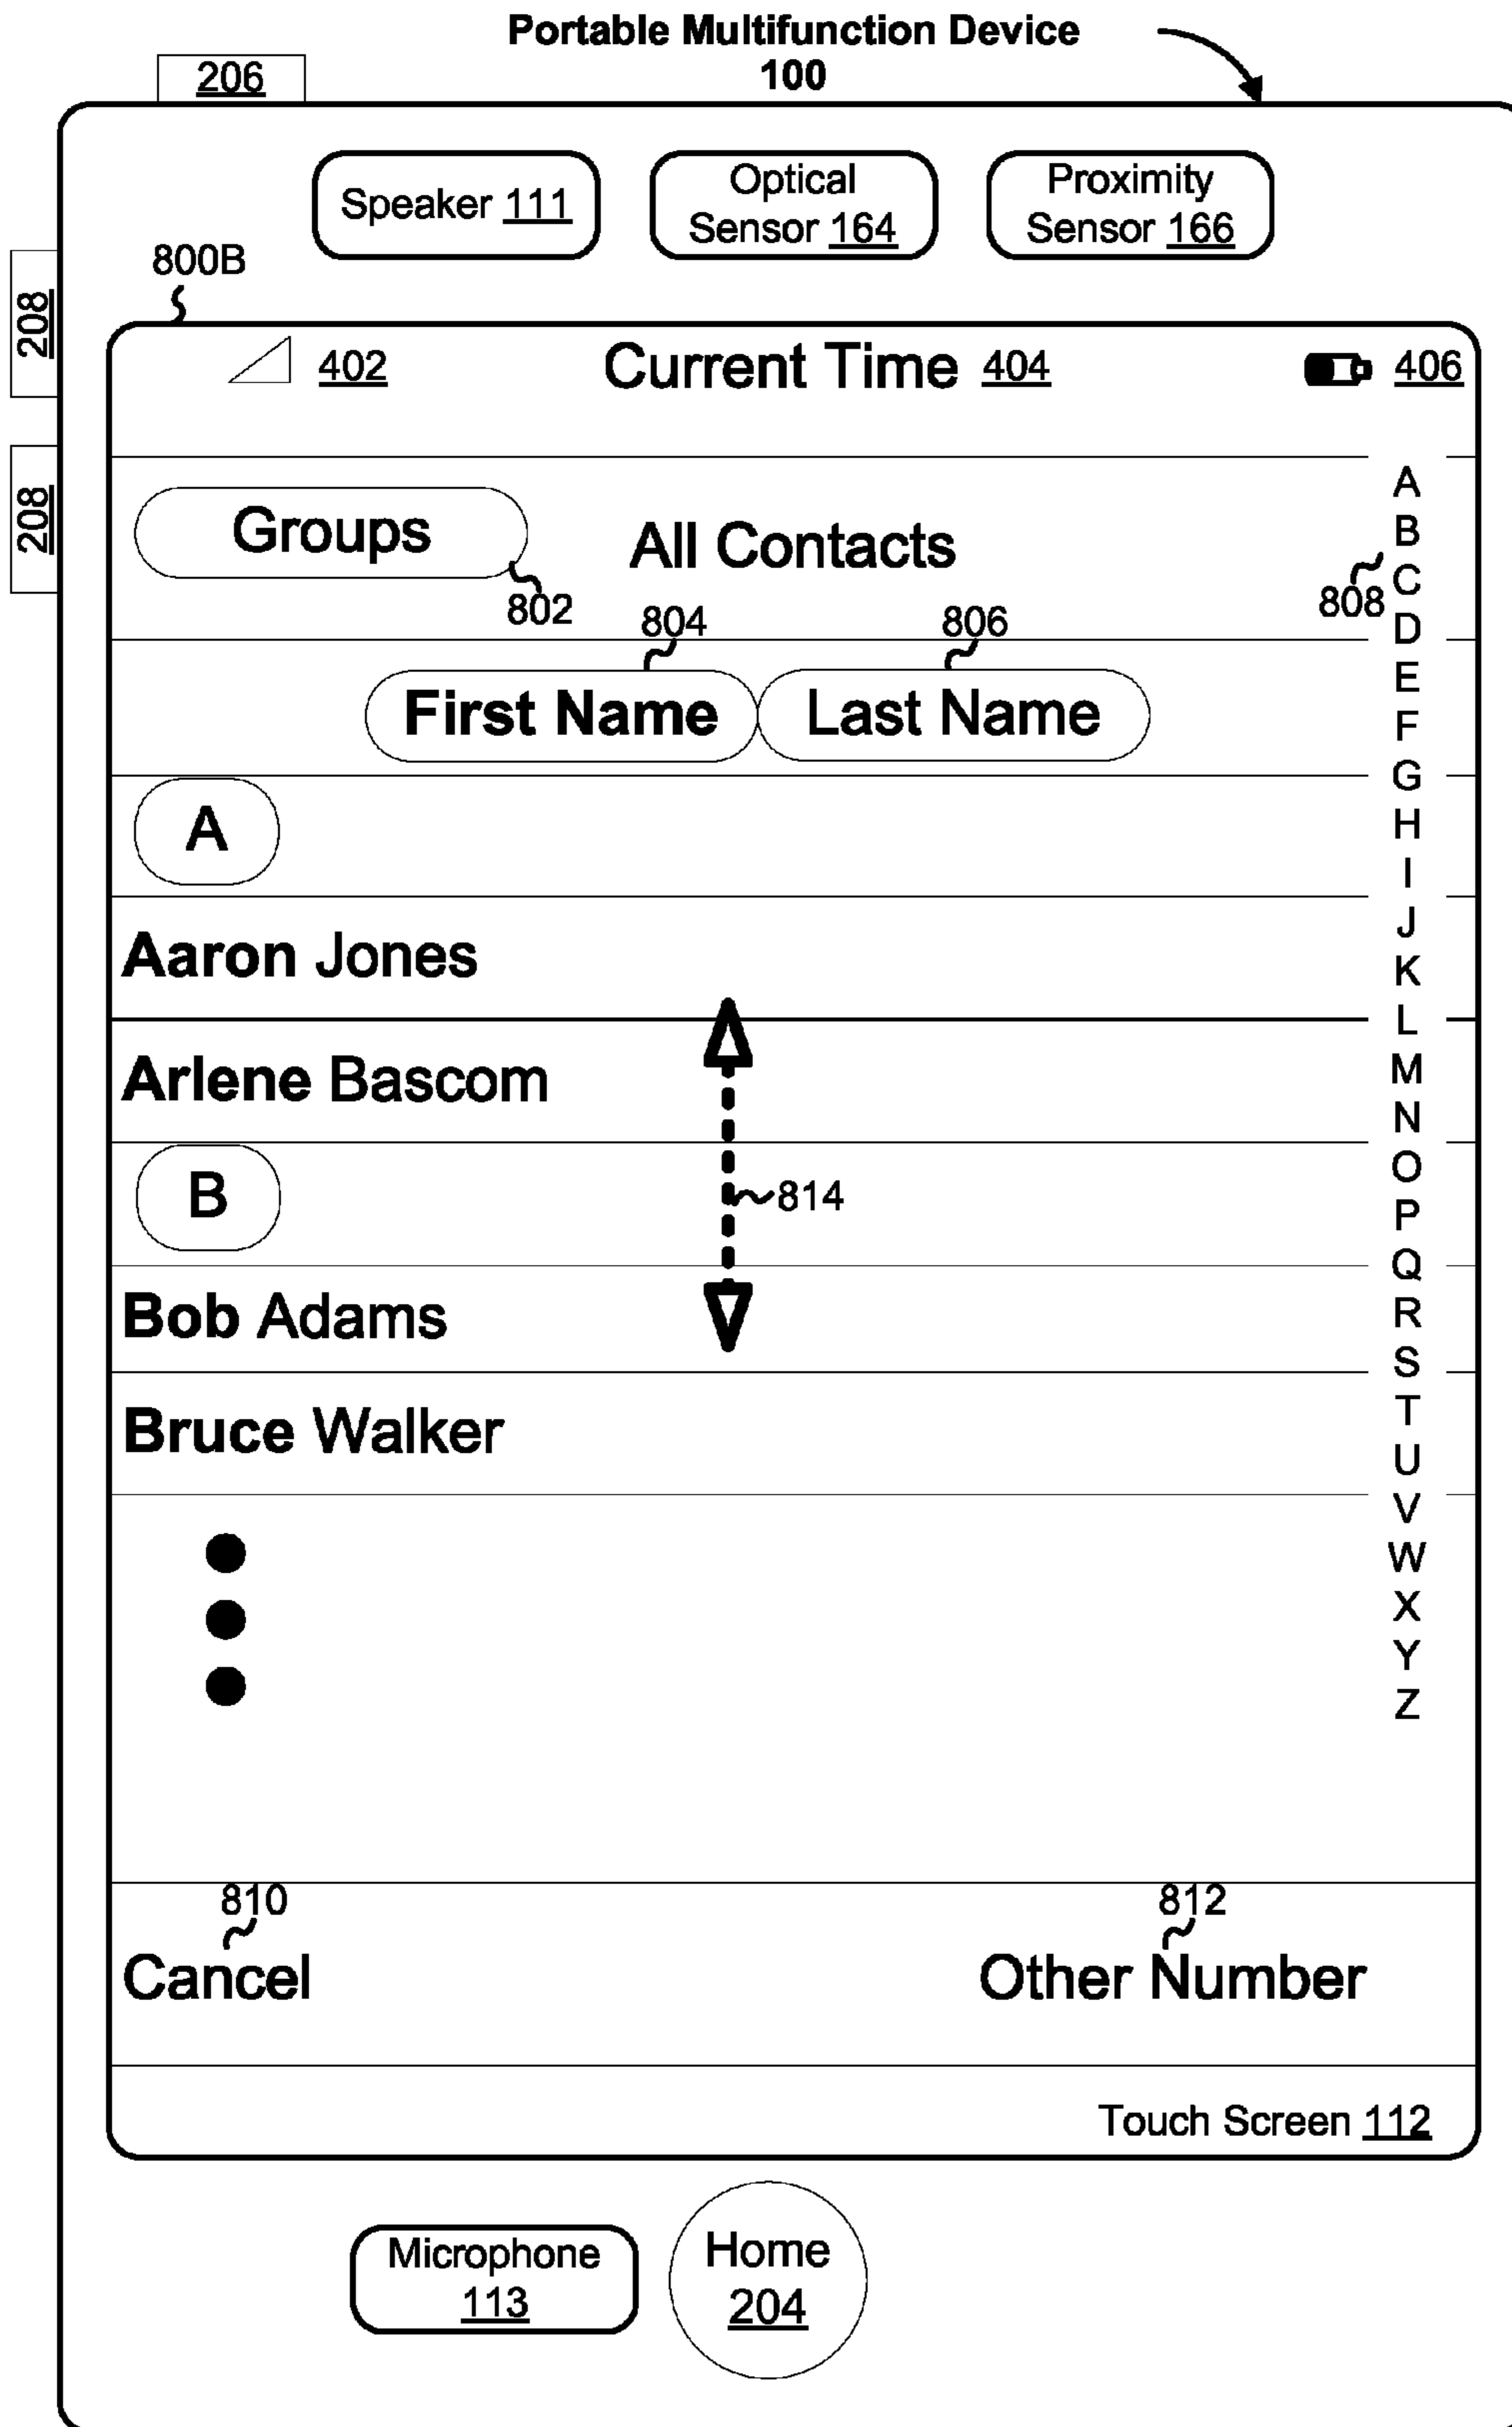 Portable Multifunction Device
100
206
Speaker 111
Optical
Sensor 164
Proximity
Sensor 166
800B
208
208
402
Current Time 404
406
Groups
All Contacts
802
804
806
808
First Name
Last Name
A
Aaron Jones
Arlene Bascom
B
814
Bob Adams
Bruce Walker
A
B
C
D
E
F
G
H
I
J
K
L
M
N
O
P
Q
R
S
T
U
V
W
X
Y
Z
810
812
Cancel
Other Number
Touch Screen 112
Microphone
113
Home
204